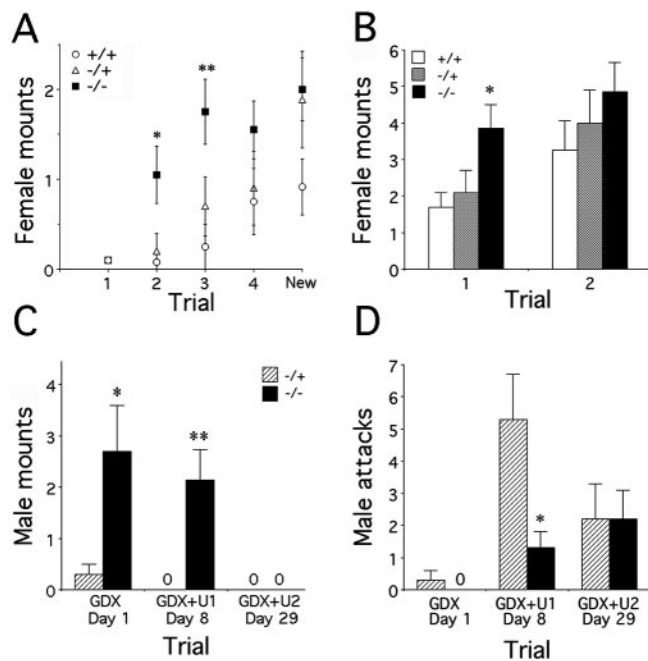 A
+/+
-/+
-/-
Female mounts
2
1
0
*
**
1 2 3 4 New
Trial
B
+/+
-/+
-/-
Female mounts
6
5
4
3
2
1
0
*
1 2
Trial
C
-/+
-/-
Male mounts
4
3
2
1
0
*
**
0 0 0
GDX GDX+U1 GDX+U2
Day 1 Day 8 Day 29
Trial
D
Male attacks
7
6
5
4
3
2
1
0
0
*
GDX GDX+U1 GDX+U2
Day 1 Day 8 Day 29
Trial